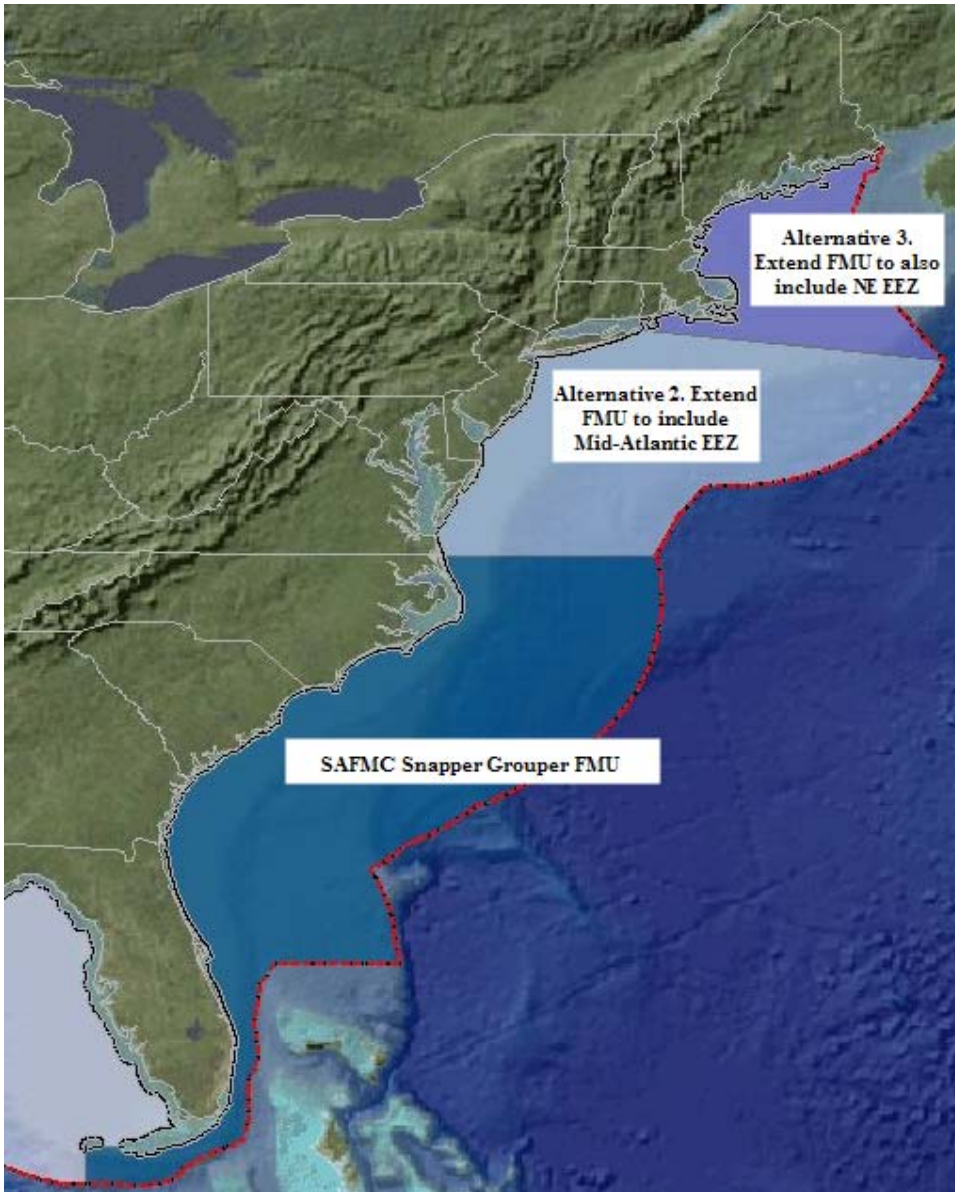 Alternative 3.
Extend FMU to also
include NE EEZ
Alternative 2. Extend
FMU to include
Mid-Atlantic EEZ
SAFMC Snapper Grouper FMU